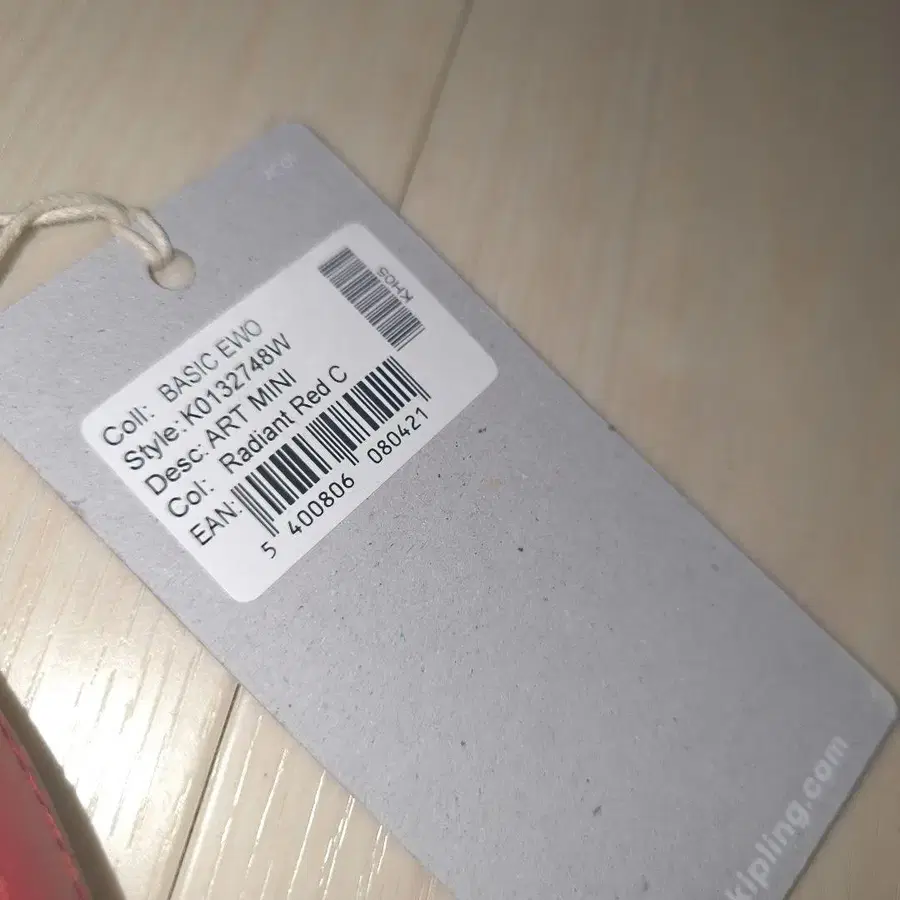 KH05
Coll: BASIC EWO
Style: K0132748W
Desc: ART MINI
Col: Radiant Red C
EAN:
5 400806 080421
kipling.com